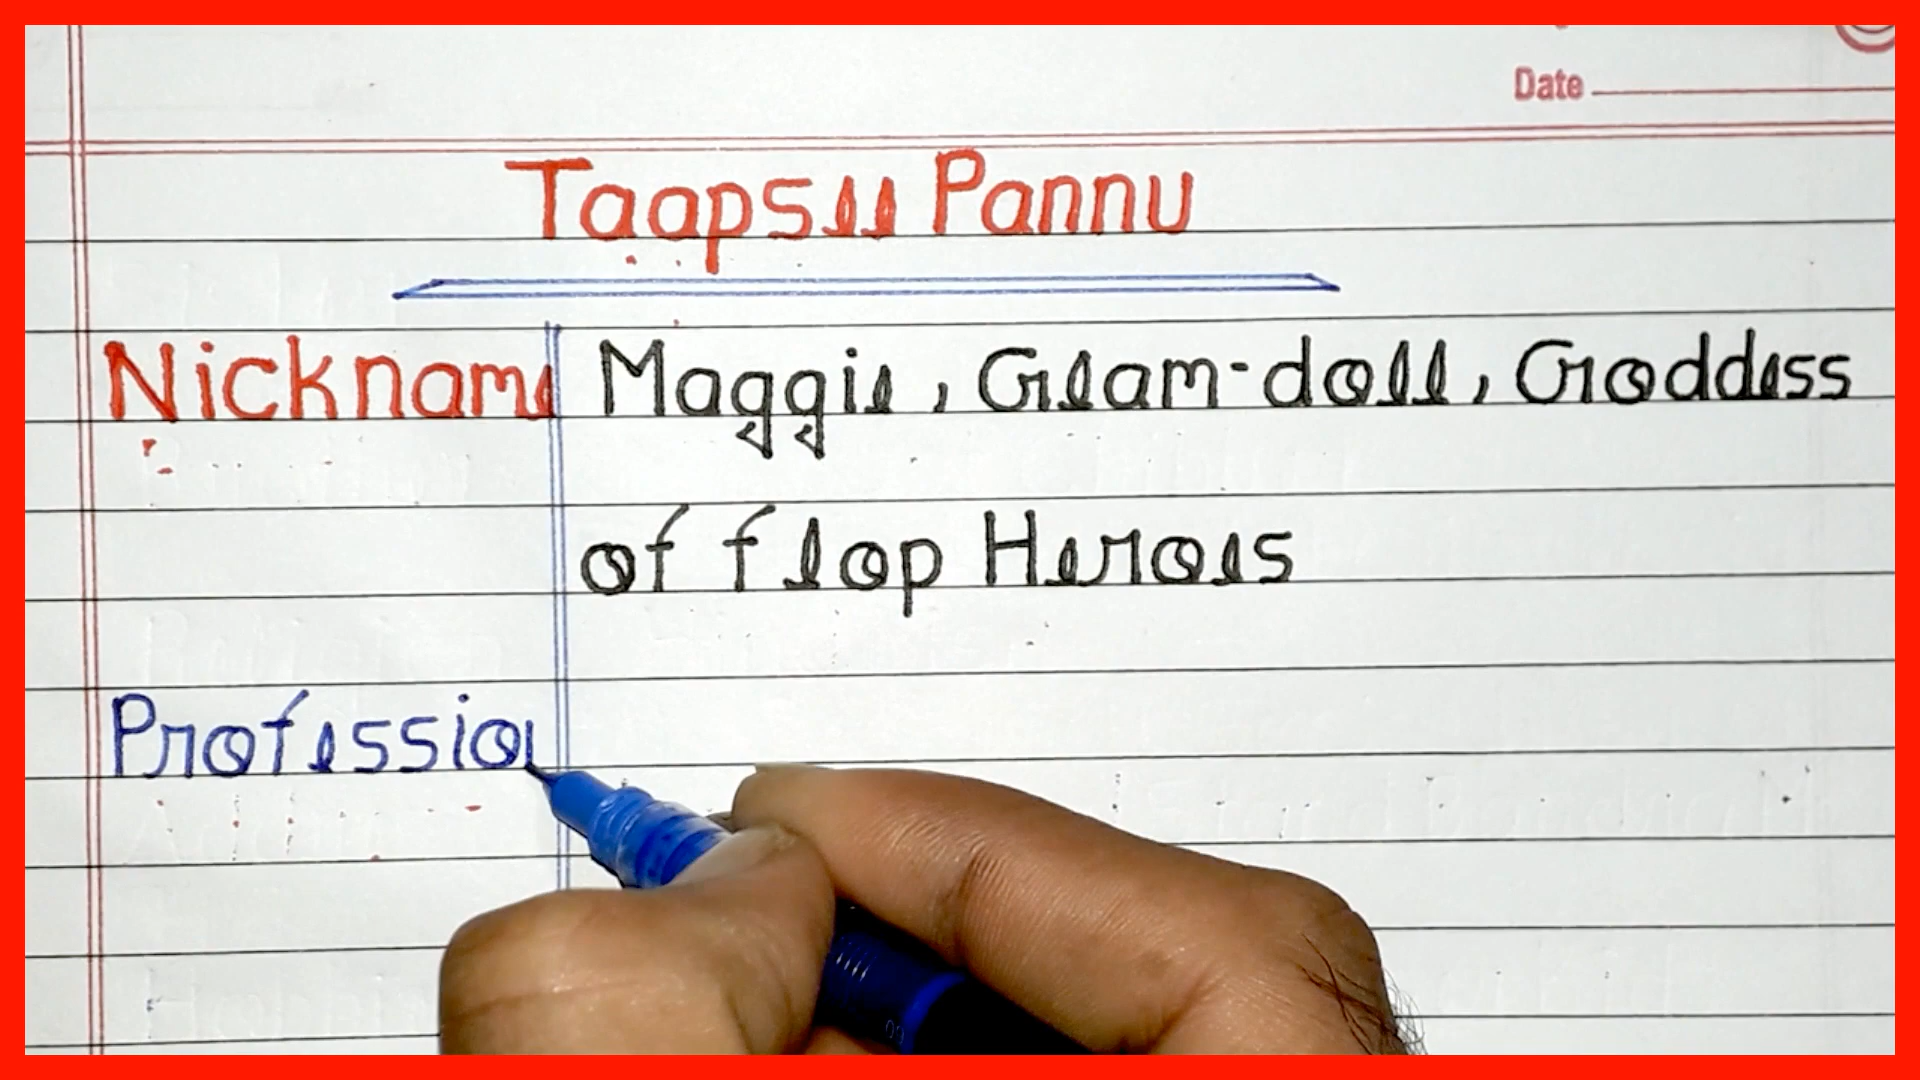 Date
Taapsee Pannu
Nickname Maggie, Glam-doll, Goddess
of flop Heroes
Profession